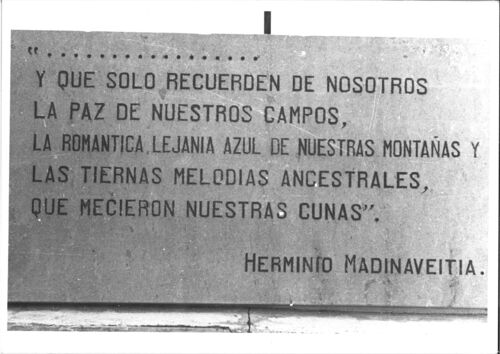 “..................
Y QUE SOLO RECUERDEN DE NOSOTROS
LA PAZ DE NUESTROS CAMPOS,
LA ROMANTICA LEJANIA AZUL DE NUESTRAS MONTAÑAS Y
LAS TIERNAS MELODIAS ANCESTRALES,
QUE MECIERON NUESTRAS CUNAS”.
HERMINIO MADINAVEITIA.